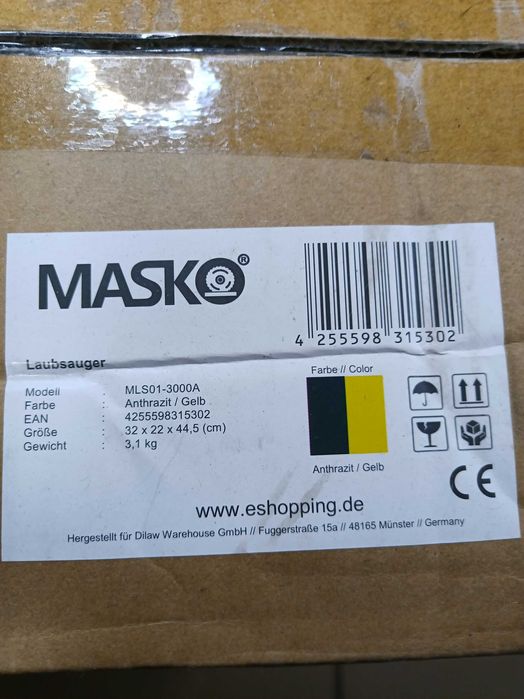 MASKO®
4 255598 315302
Laubsauger
Modell : MLS01-3000A
Farbe : Anthrazit / Gelb
EAN : 4255598315302
Größe : 32 x 22 x 44,5 (cm)
Gewicht : 3,1 kg
Farbe // Color
Anthrazit / Gelb
CE
www.eshopping.de
Hergestellt für Dilaw Warehouse GmbH // Fuggerstraße 15a // 48165 Münster // Germany